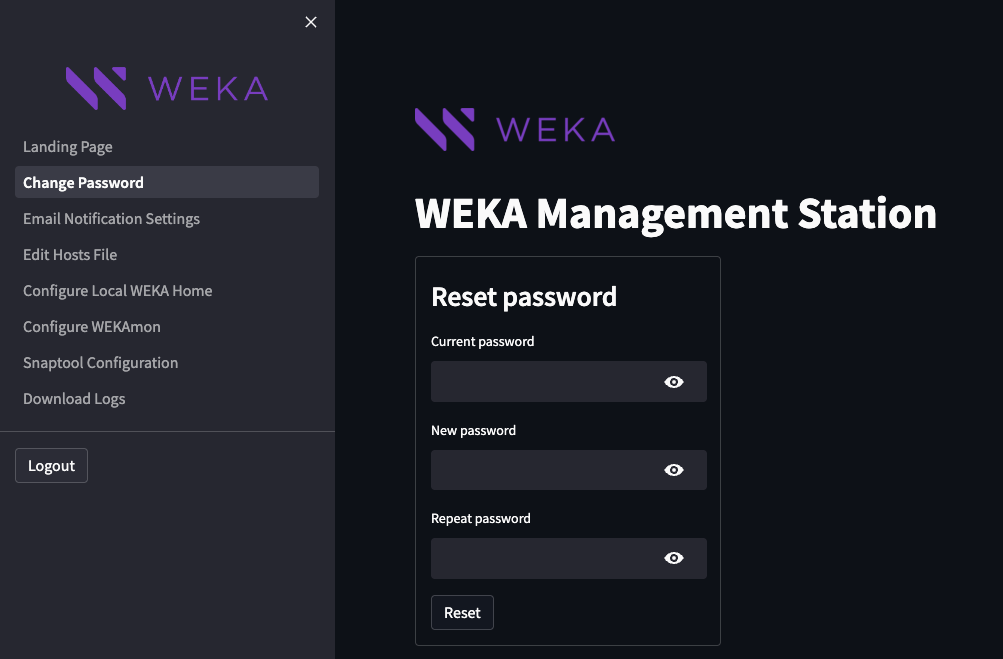 WEKA
Landing Page
Change Password
Email Notification Settings
Edit Hosts File
Configure Local WEKA Home
Configure WEKAmon
Snaptool Configuration
Download Logs
Logout
WEKA
WEKA Management Station
Reset password
Current password
New password
Repeat password
Reset